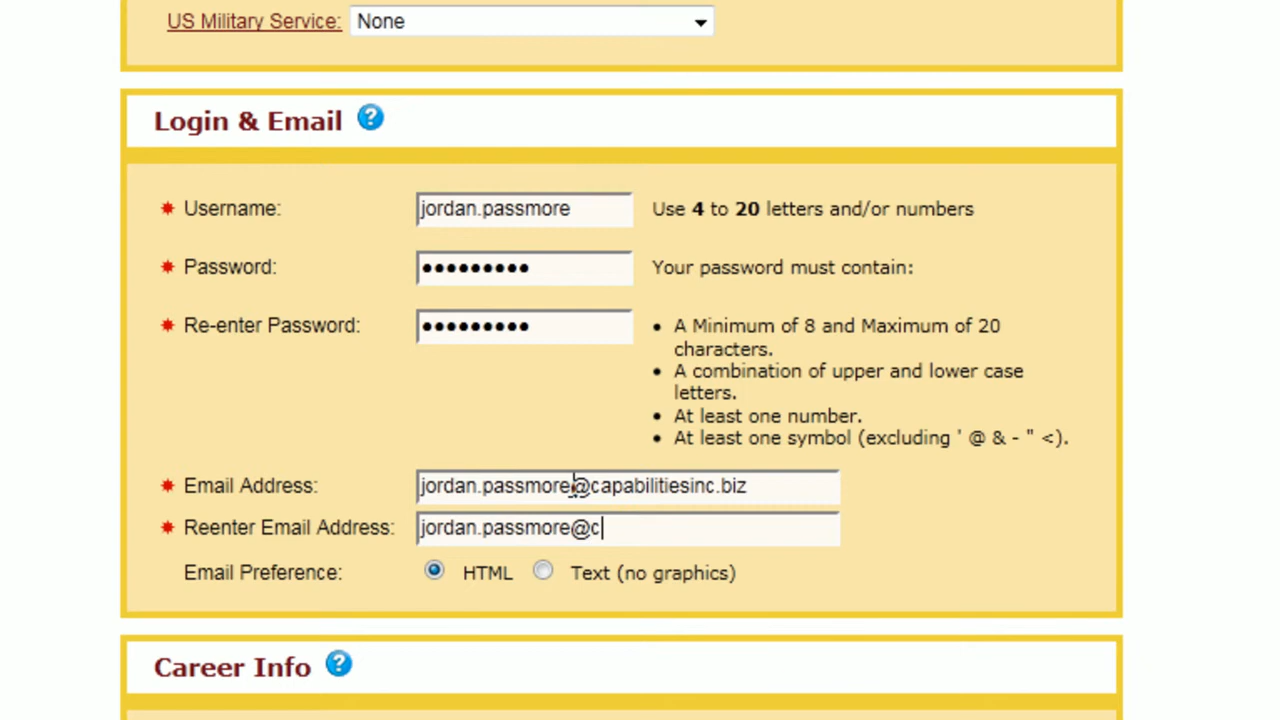 US Military Service: None
Login & Email ?
Username: jordan.passmore Use 4 to 20 letters and/or numbers
Password: ●●●●●●●●● Your password must contain:
Re-enter Password: ●●●●●●●●● • A Minimum of 8 and Maximum of 20
characters.
• A combination of upper and lower case
letters.
• At least one number.
• At least one symbol (excluding ' @ & - " <).
Email Address: jordan.passmore@capabilitiesinc.biz
Reenter Email Address: jordan.passmore@c
Email Preference: HTML Text (no graphics)
Career Info ?